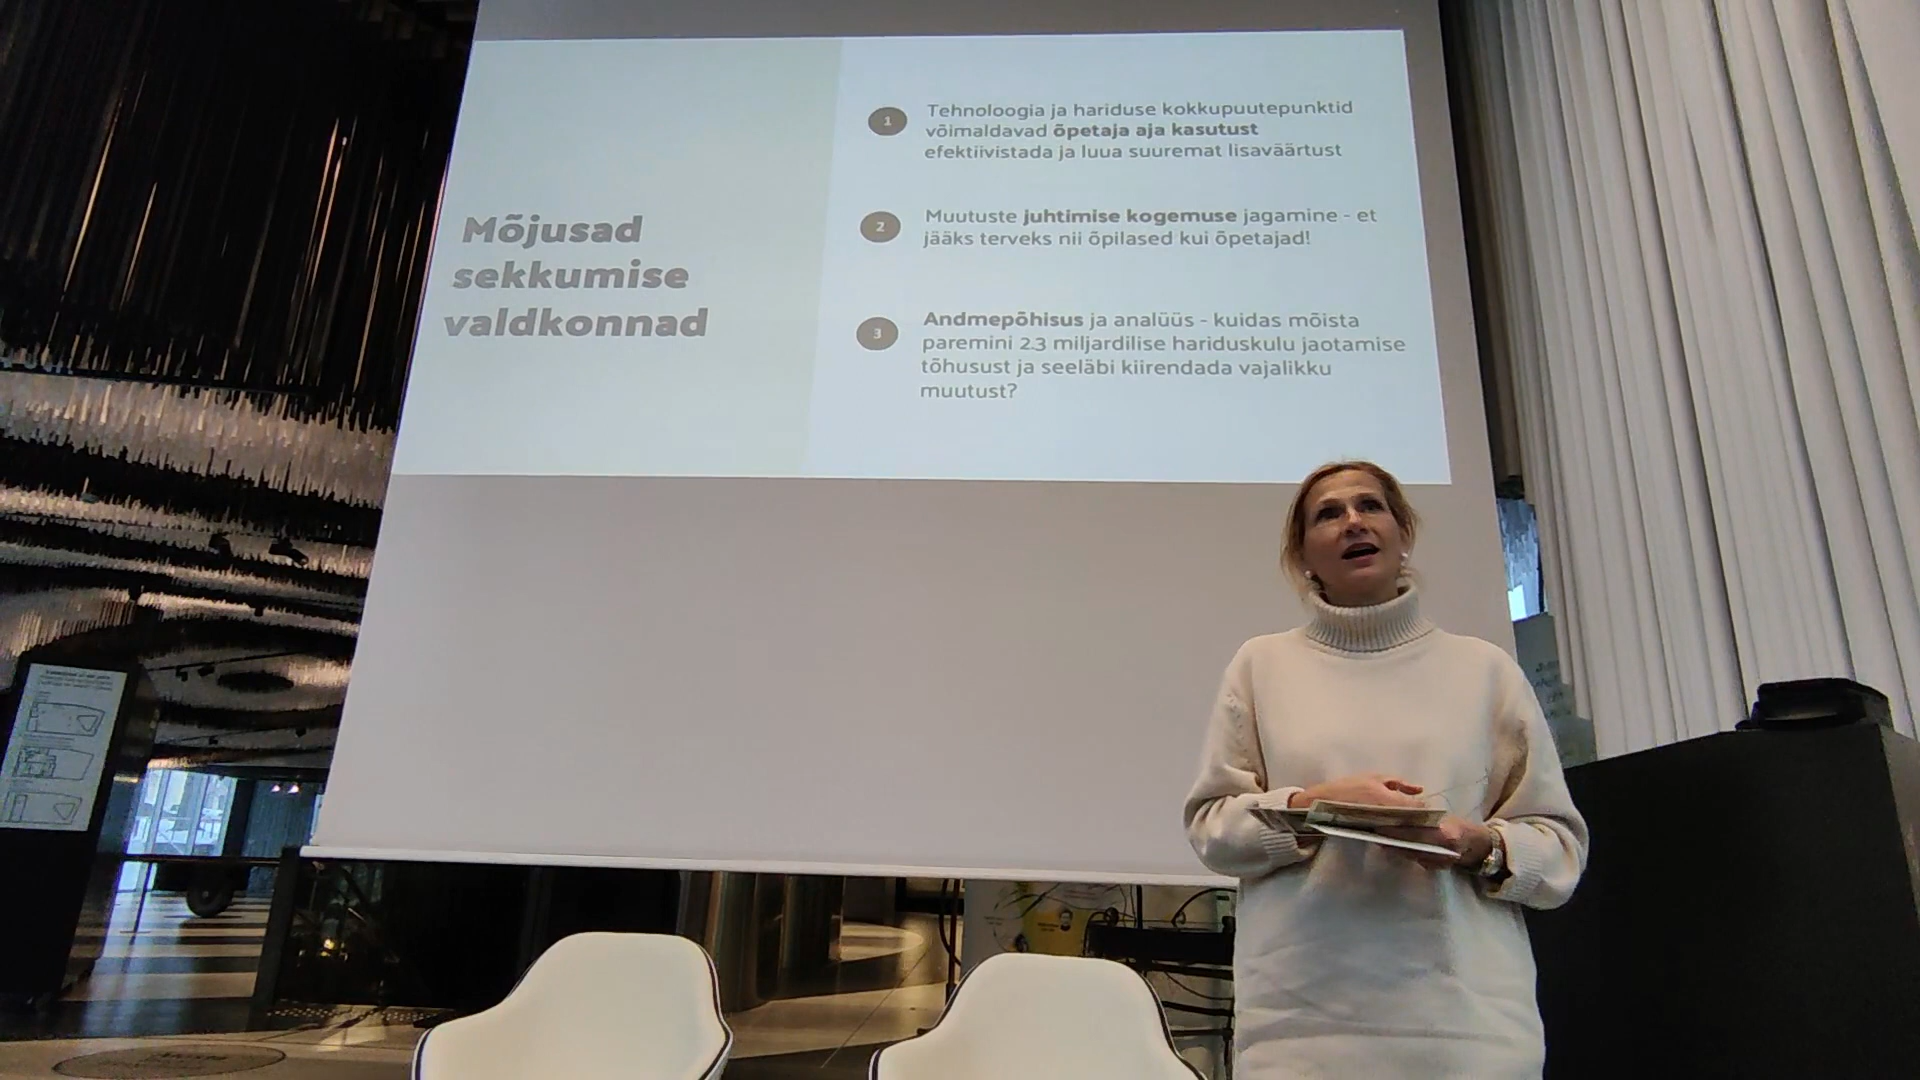 Mõjusad
sekkumise
valdkonnad
1
Tehnoloogia ja hariduse kokkupuutepunktid
võimaldavad õpetaja aja kasutust
efektiivistada ja luua suuremat lisaväärtust
2
Muutuste juhtimise kogemuse jagamine - et
jääks terveks nii õpilased kui õpetajad!
3
Andmepõhisus ja analüüs - kuidas mõista
paremini 2.3 miljardilise hariduskulu jaotamise
tõhusust ja seeläbi kiirendada vajalikku
muutust?